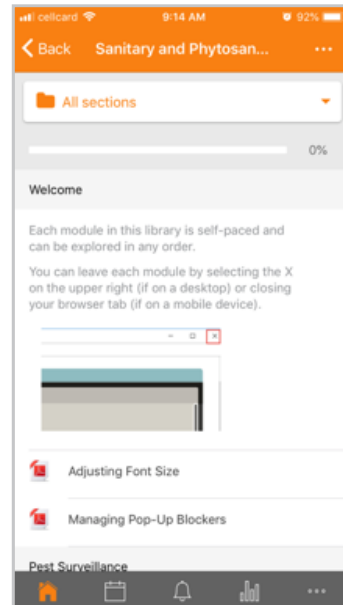 cellcard 9:14 AM 92%
Back Sanitary and Phytosan... ...
All sections
0%
Welcome
Each module in this library is self-paced and
can be explored in any order.
You can leave each module by selecting the X
on the upper right (if on a desktop) or closing
your browser tab (if on a mobile device).
Adjusting Font Size
Managing Pop-Up Blockers
Pest Surveillance